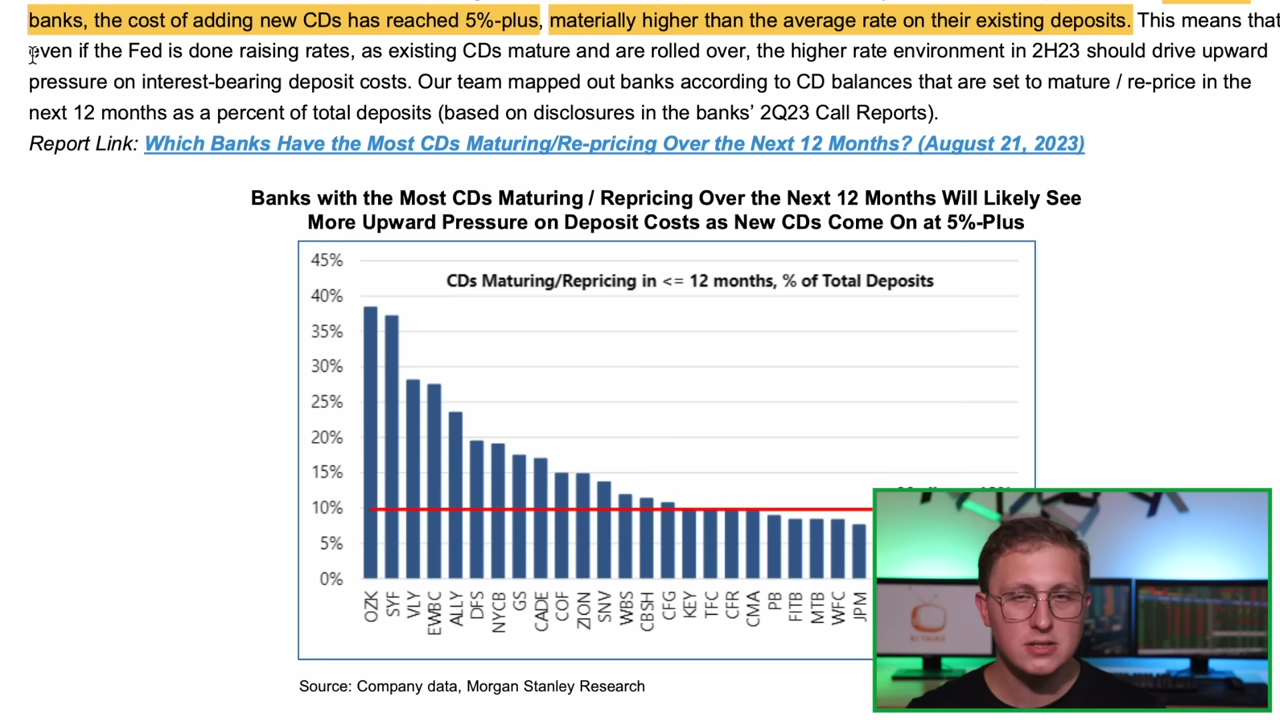 banks, the cost of adding new CDs has reached 5%-plus, materially higher than the average rate on their existing deposits. This means that
even if the Fed is done raising rates, as existing CDs mature and are rolled over, the higher rate environment in 2H23 should drive upward
pressure on interest-bearing deposit costs. Our team mapped out banks according to CD balances that are set to mature / re-price in the
next 12 months as a percent of total deposits (based on disclosures in the banks’ 2Q23 Call Reports).
Report Link: Which Banks Have the Most CDs Maturing/Re-pricing Over the Next 12 Months? (August 21, 2023)
Banks with the Most CDs Maturing / Repricing Over the Next 12 Months Will Likely See
More Upward Pressure on Deposit Costs as New CDs Come On at 5%-Plus
CDs Maturing/Repricing in <= 12 months, % of Total Deposits
45%
40%
35%
30%
25%
20%
15%
10%
5%
0%
OZK SYF VLY EWBC ALLY DFS NYCB GS CADE COF ZION SNV WBS CBSH CFG KEY TFC CFR CMA PB FITB MTB WFC JPM
Source: Company data, Morgan Stanley Research